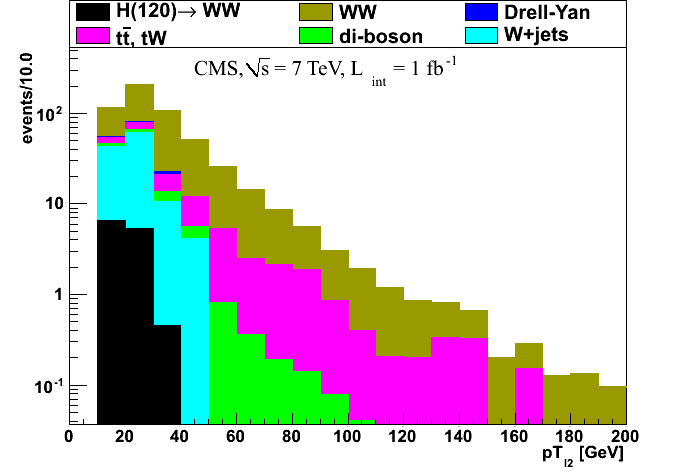 H(120)→ WW WW Drell-Yan
tt̅, tW di-boson W+jets
CMS, √s = 7 TeV, L int = 1 fb⁻¹
events/10.0
10²
10
1
10⁻¹
0 20 40 60 80 100 120 140 160 180 200
pT l2 [GeV]